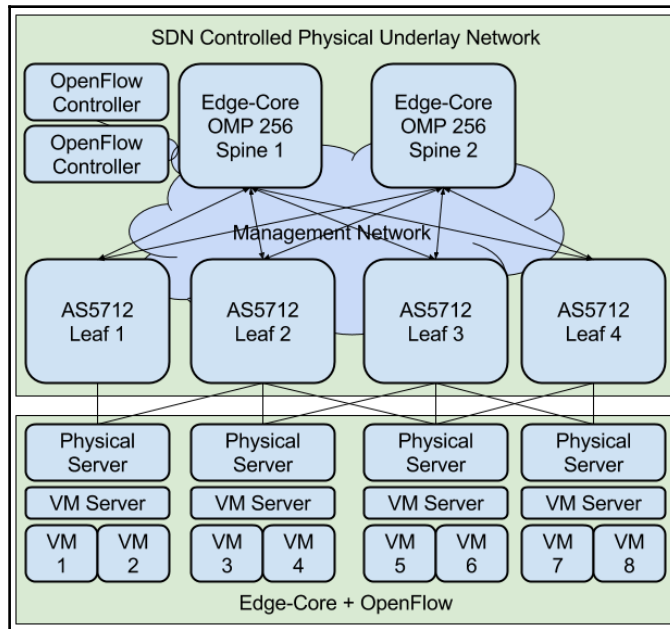 SDN Controlled Physical Underlay Network
OpenFlow
Controller
OpenFlow
Controller
Edge-Core
OMP 256
Spine 1
Edge-Core
OMP 256
Spine 2
Management Network
AS5712
Leaf 1
AS5712
Leaf 2
AS5712
Leaf 3
AS5712
Leaf 4
Physical
Server
Physical
Server
Physical
Server
Physical
Server
VM Server
VM Server
VM Server
VM Server
VM
1
VM
2
VM
3
VM
4
VM
5
VM
6
VM
7
VM
8
Edge-Core + OpenFlow